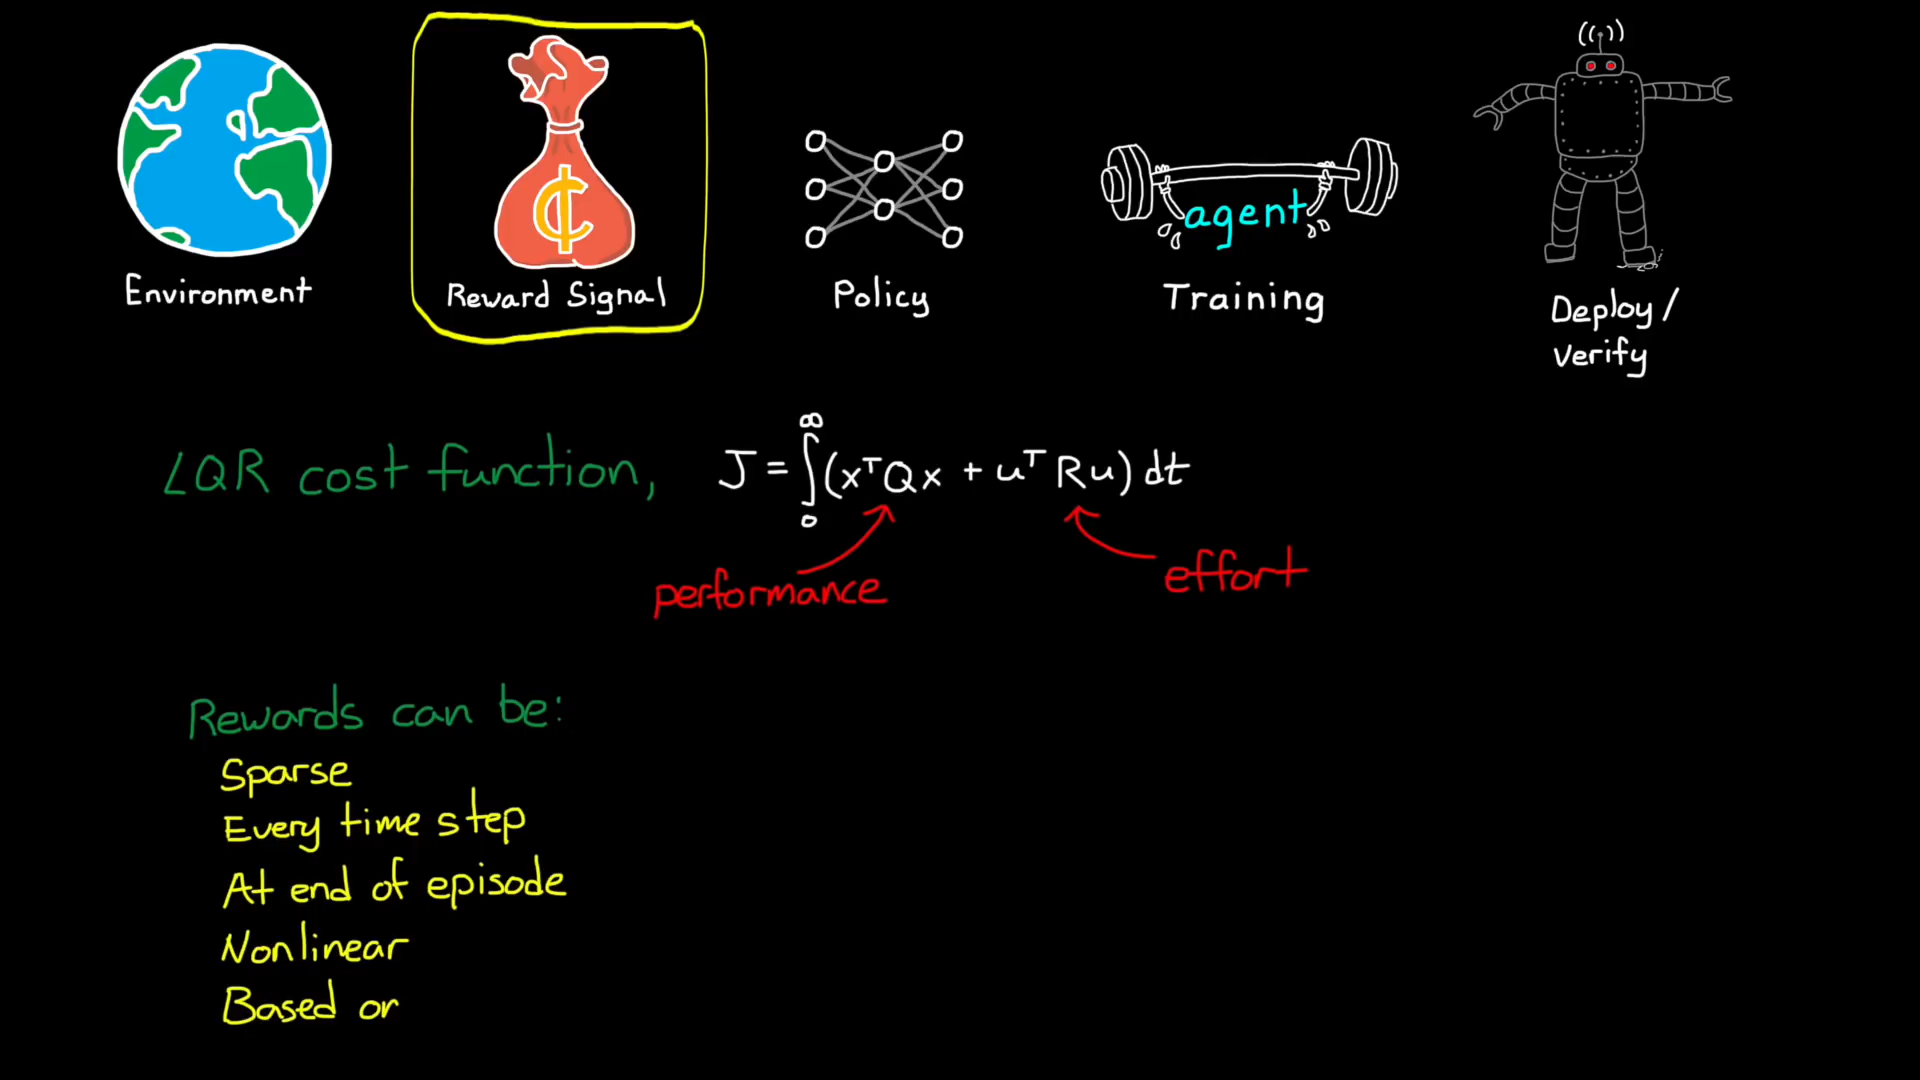 ₵
Environment
Reward Signal
Policy
agent
Training
Deploy/
Verify
LQR cost function, J = ∫₀^∞ (xᵀQx + uᵀRu) dt
performance
effort
Rewards can be:
Sparse
Every time step
At end of episode
Nonlinear
Based or